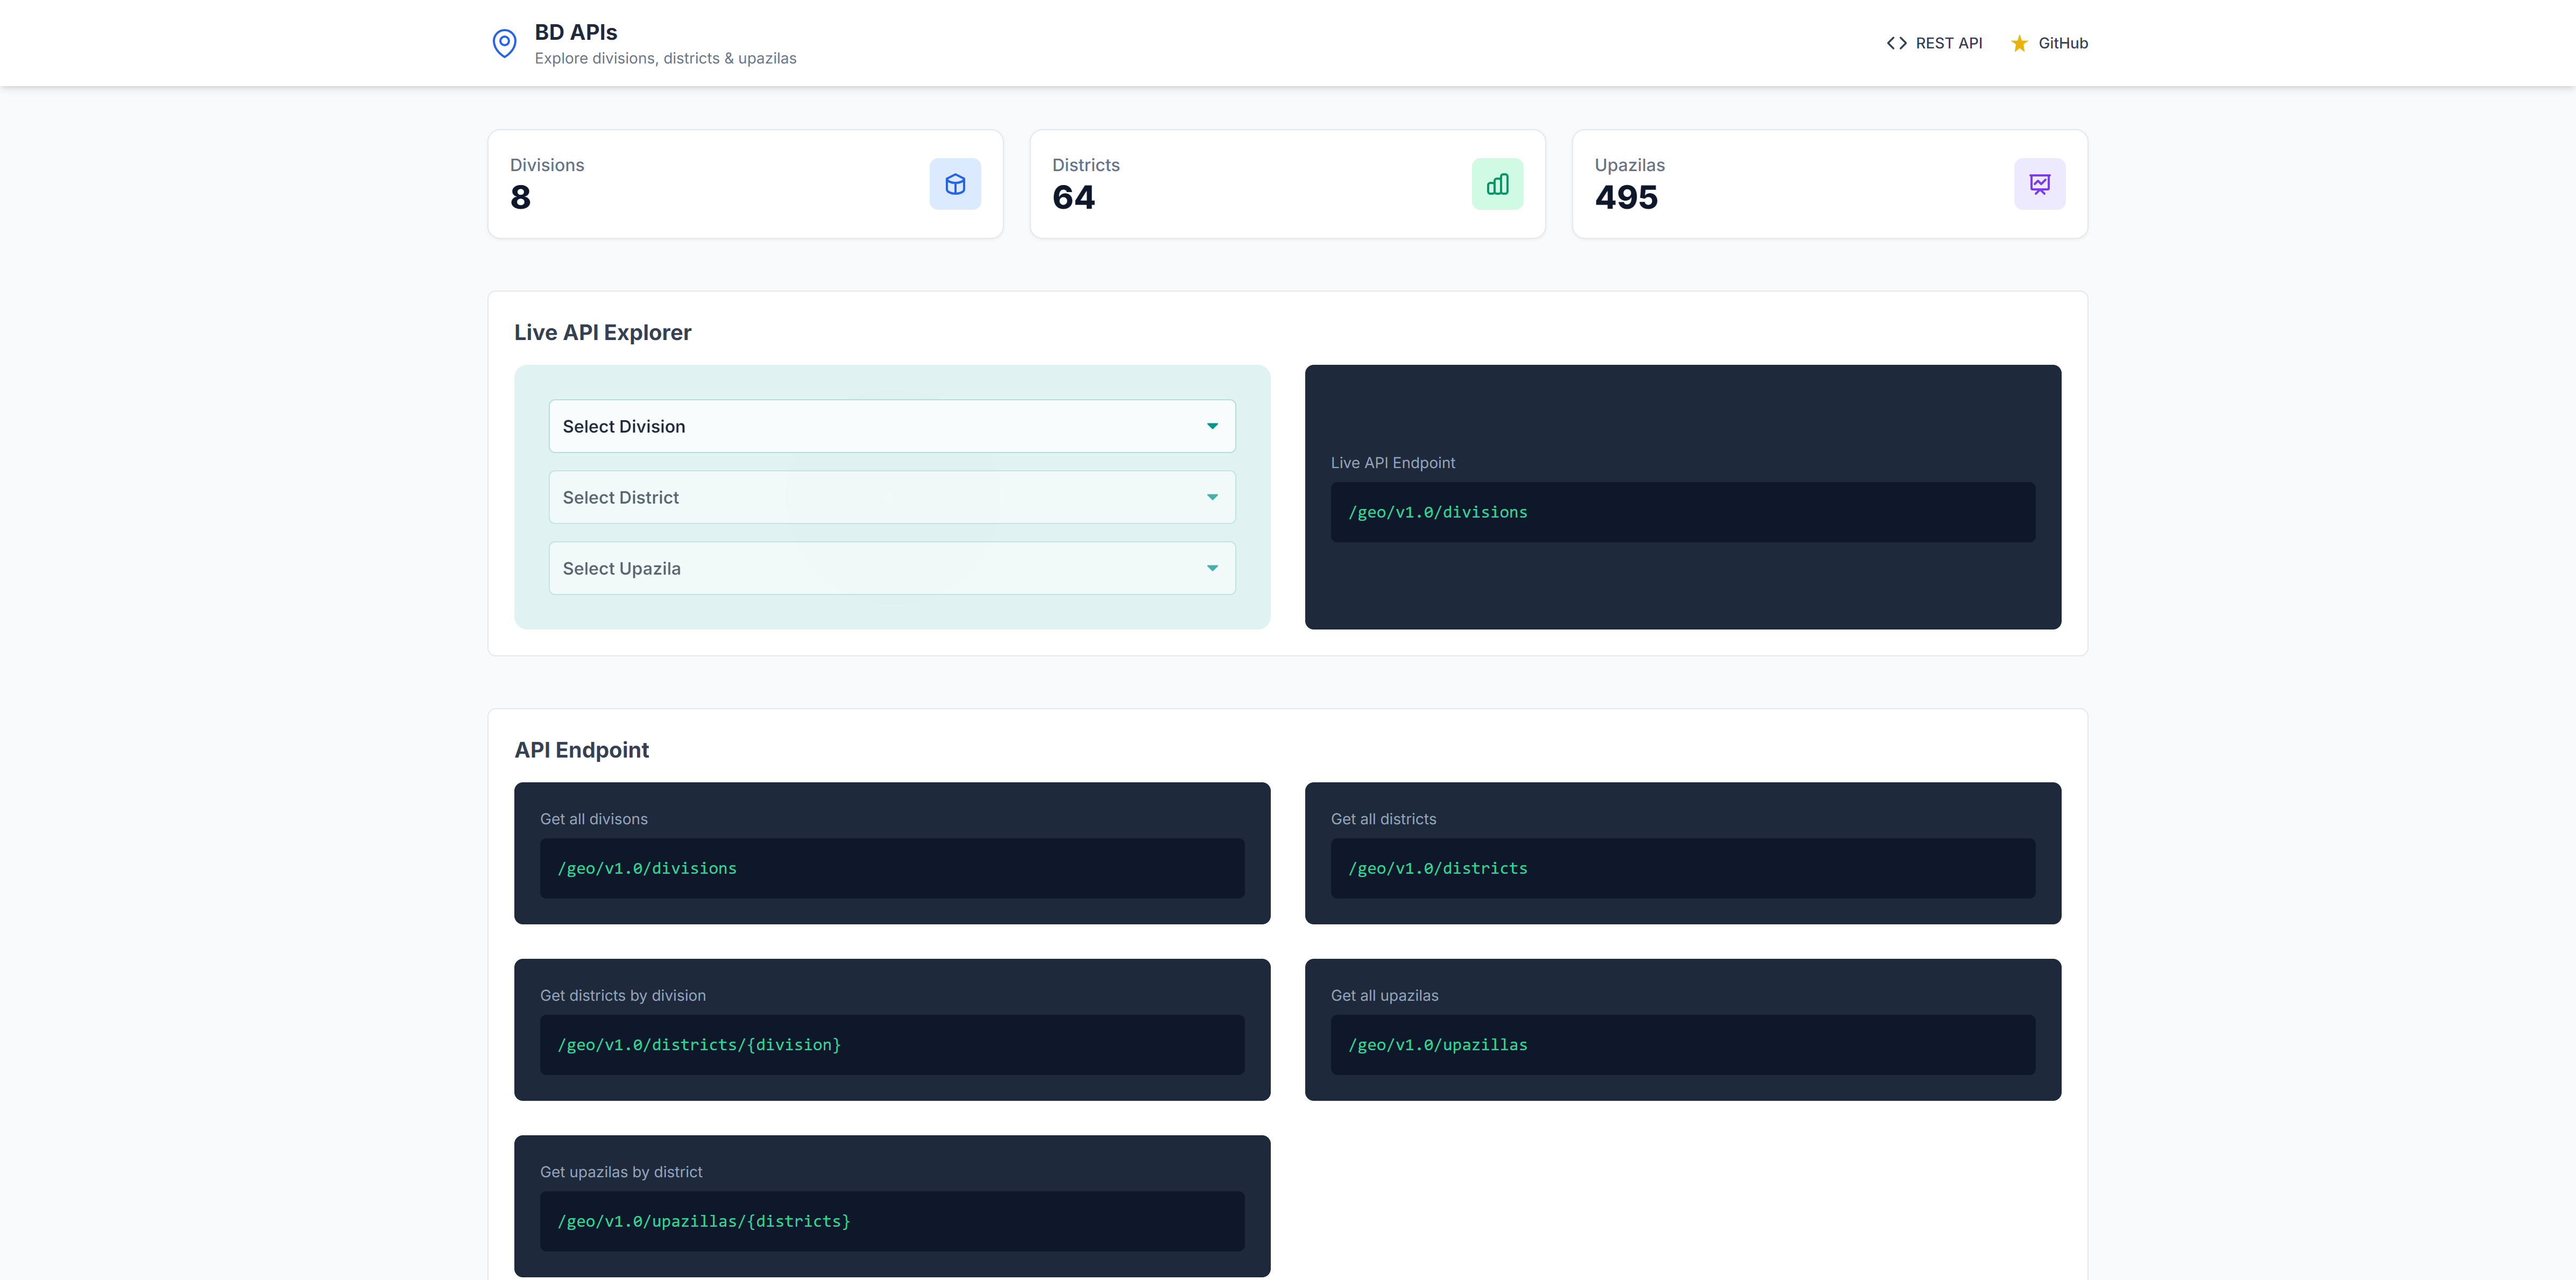 BD APIs
Explore divisions, districts & upazilas
REST API
GitHub
Divisions
8
Districts
64
Upazilas
495
Live API Explorer
Select Division
Select District
Select Upazila
Live API Endpoint
/geo/v1.0/divisions
API Endpoint
Get all divisons
/geo/v1.0/divisions
Get all districts
/geo/v1.0/districts
Get districts by division
/geo/v1.0/districts/{division}
Get all upazilas
/geo/v1.0/upazillas
Get upazilas by district
/geo/v1.0/upazillas/{districts}